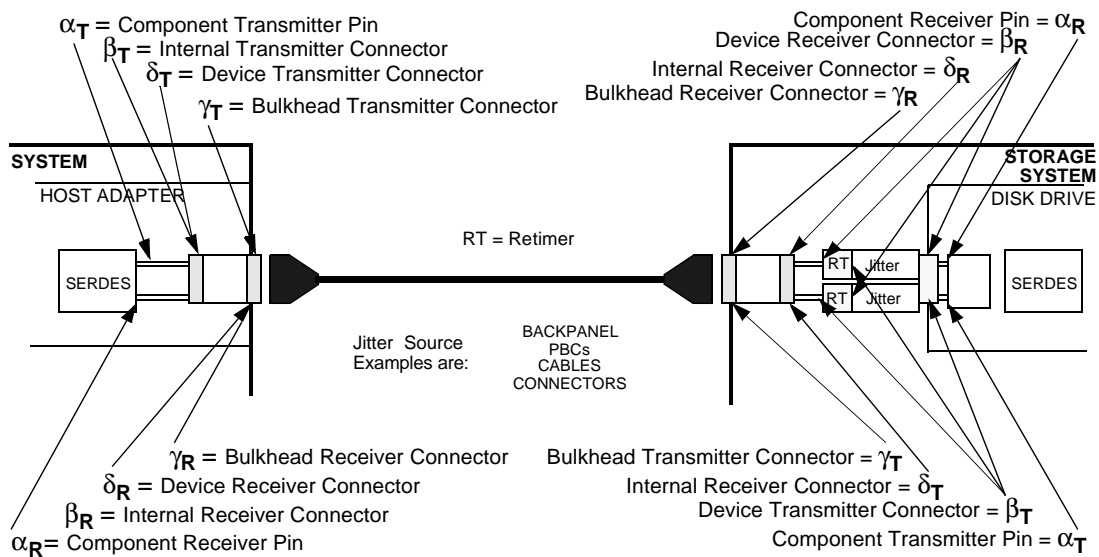 α_T = Component Transmitter Pin
β_T = Internal Transmitter Connector
δ_T = Device Transmitter Connector
γ_T = Bulkhead Transmitter Connector
Component Receiver Pin = α_R
Device Receiver Connector = β_R
Internal Receiver Connector = δ_R
Bulkhead Receiver Connector = γ_R
SYSTEM
HOST ADAPTER
SERDES
RT = Retimer
Jitter Source
Examples are:
BACKPANEL
PBCs
CABLES
CONNECTORS
STORAGE
SYSTEM
DISK DRIVE
RT
Jitter
RT
Jitter
SERDES
γ_R = Bulkhead Receiver Connector
δ_R = Device Receiver Connector
β_R = Internal Receiver Connector
α_R= Component Receiver Pin
Bulkhead Transmitter Connector = γ_T
Internal Receiver Connector = δ_T
Device Transmitter Connector = β_T
Component Transmitter Pin = α_T